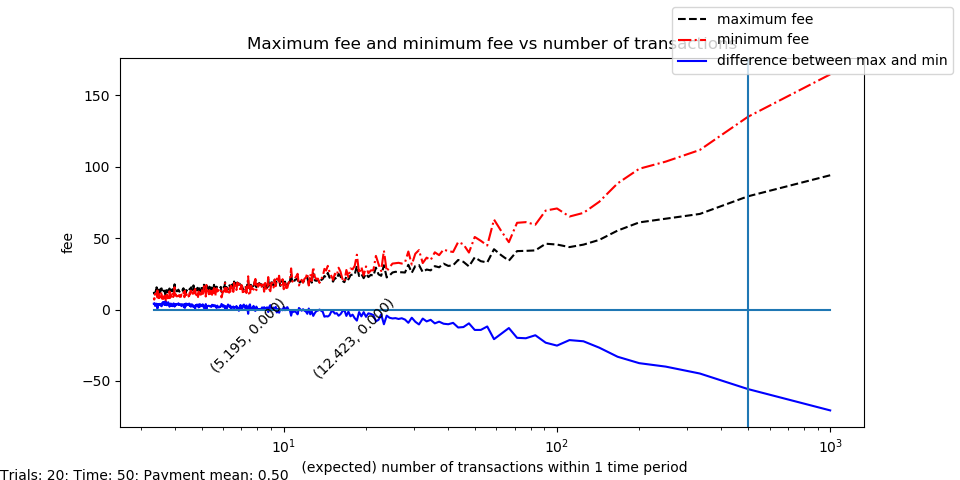 Maximum fee and minimum fee vs number of transactions
maximum fee
minimum fee
difference between max and min
fee
150
100
50
0
−50
(5.195, 0.000)
(12.423, 0.000)
10¹
10²
10³
(expected) number of transactions within 1 time period
Trials: 20; Time: 50; Payment mean: 0.50